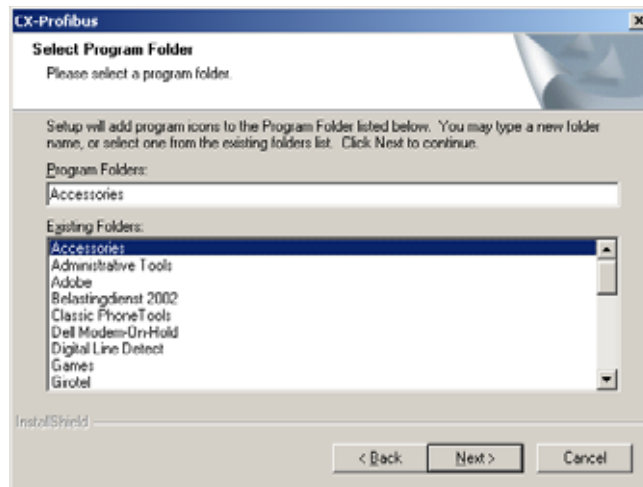 CX-Profibus
Select Program Folder
Please select a program folder.
Setup will add program icons to the Program Folder listed below. You may type a new folder
name, or select one from the existing folders list. Click Next to continue.
Program Folders:
Accessories
Existing Folders:
Accessories
Administrative Tools
Adobe
Belastingdienst 2002
Classic PhoneTools
Dell Modem-On-Hold
Digital Line Detect
Games
Girotel
InstallShield
< Back
Next >
Cancel